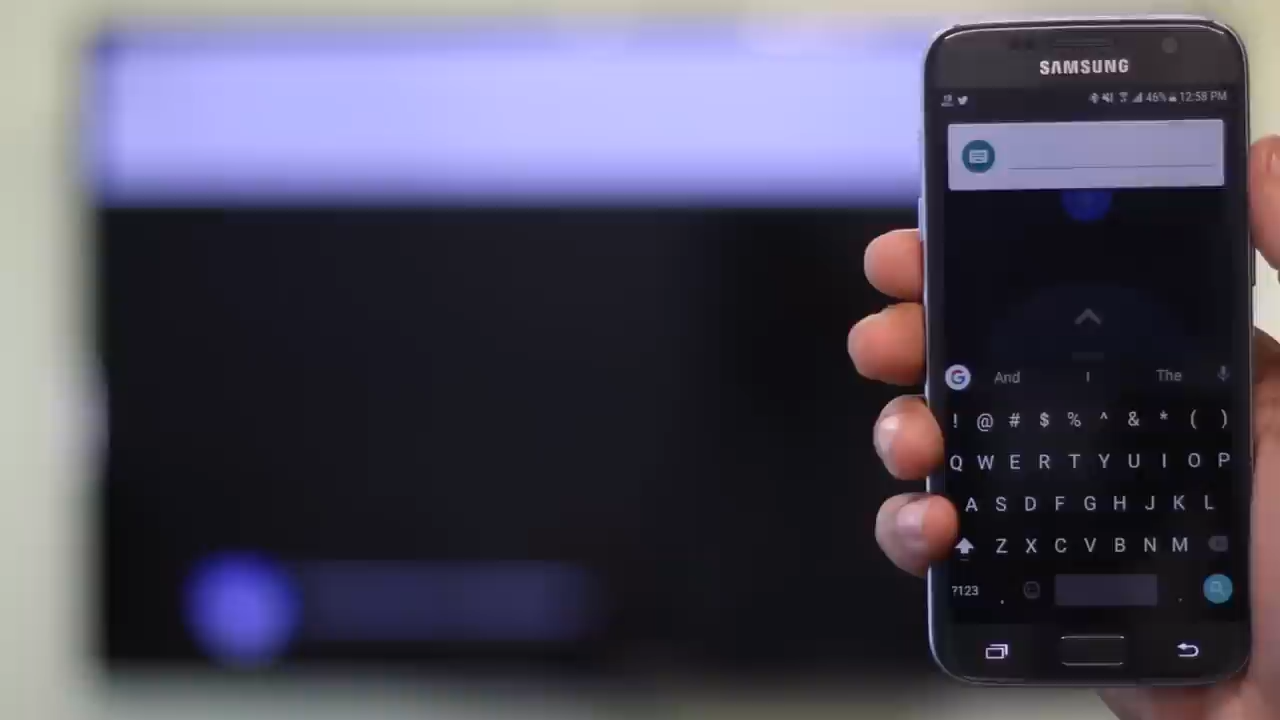 SAMSUNG
46% 12:58 PM
G And I The
! @ # $ % ^ & * ( )
Q W E R T Y U I O P
A S D F G H J K L
Z X C V B N M
?123 , .